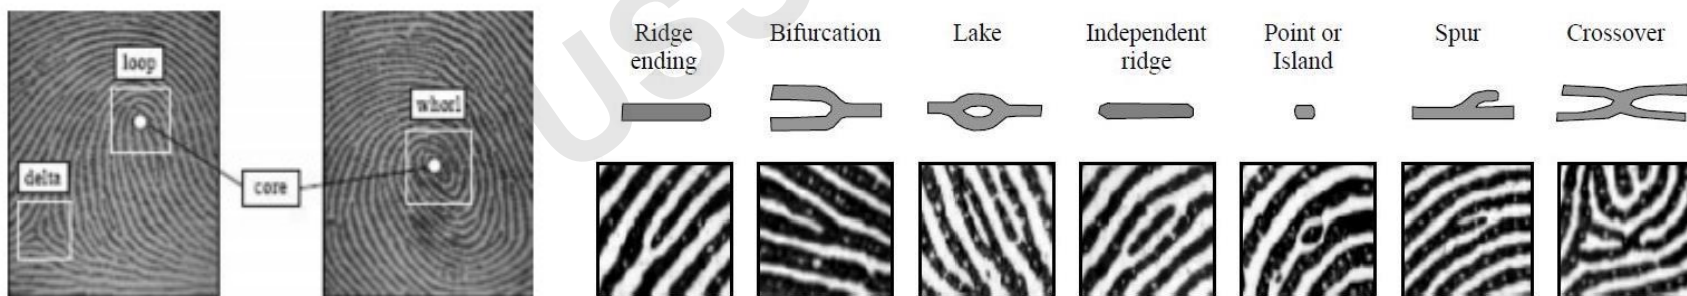 loop
whorl
delta
core
Ridge
ending
Bifurcation
Lake
Independent
ridge
Point or
Island
Spur
Crossover